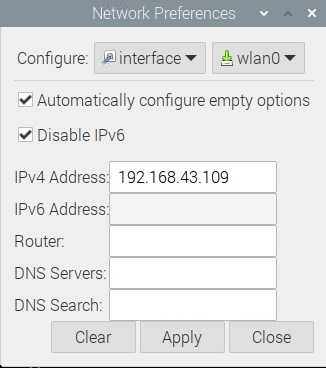 Network Preferences
Configure: interface wlan0
Automatically configure empty options
Disable IPv6
IPv4 Address: 192.168.43.109
IPv6 Address:
Router:
DNS Servers:
DNS Search:
Clear Apply Close